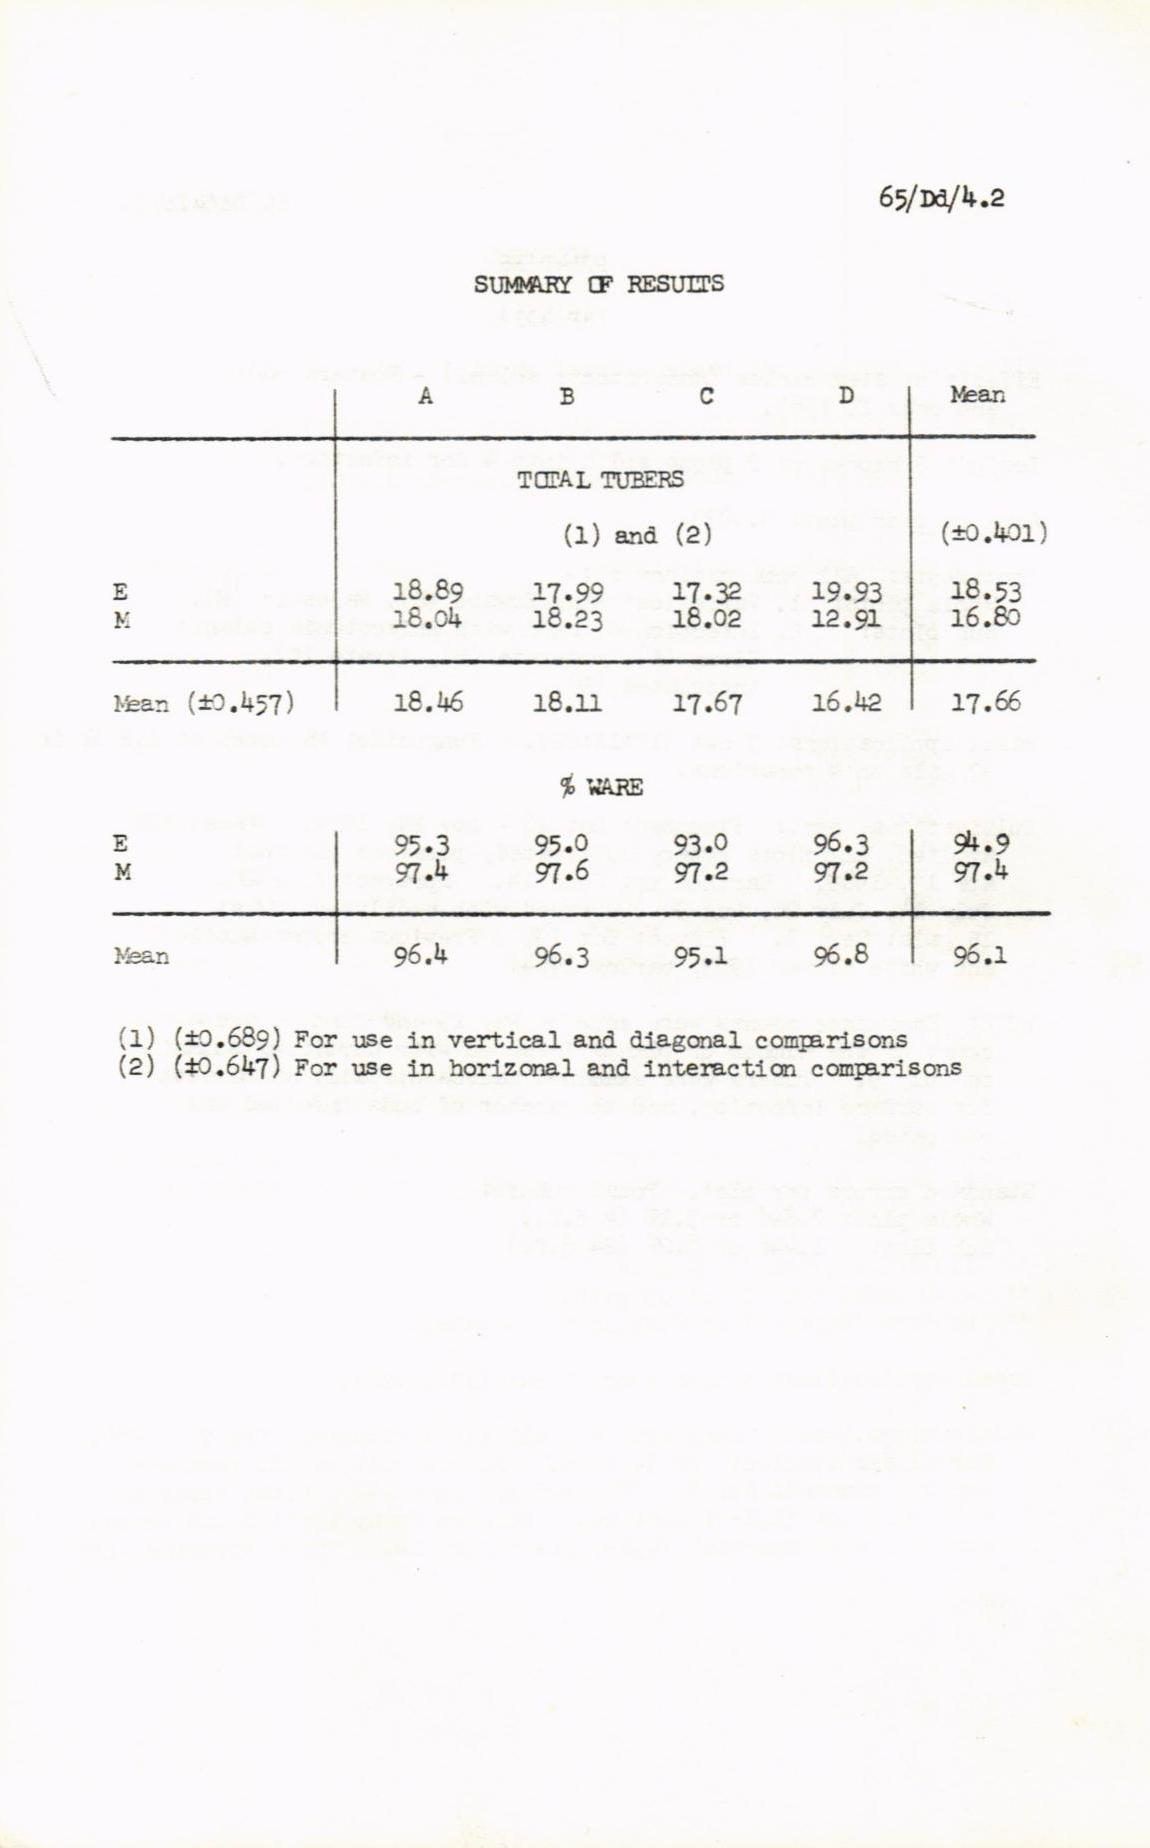 65/Dd/4.2
SUMMARY OF RESULTS
A B C D Mean
TOTAL TUBERS
(1) and (2) (±0.401)
E 18.89 17.99 17.32 19.93 18.53
M 18.04 18.23 18.02 12.91 16.80
Mean (±0.457) 18.46 18.11 17.67 16.42 17.66
% WARE
E 95.3 95.0 93.0 96.3 94.9
M 97.4 97.6 97.2 97.2 97.4
Mean 96.4 96.3 95.1 96.8 96.1
(1) (±0.689) For use in vertical and diagonal comparisons
(2) (±0.647) For use in horizonal and interaction comparisons